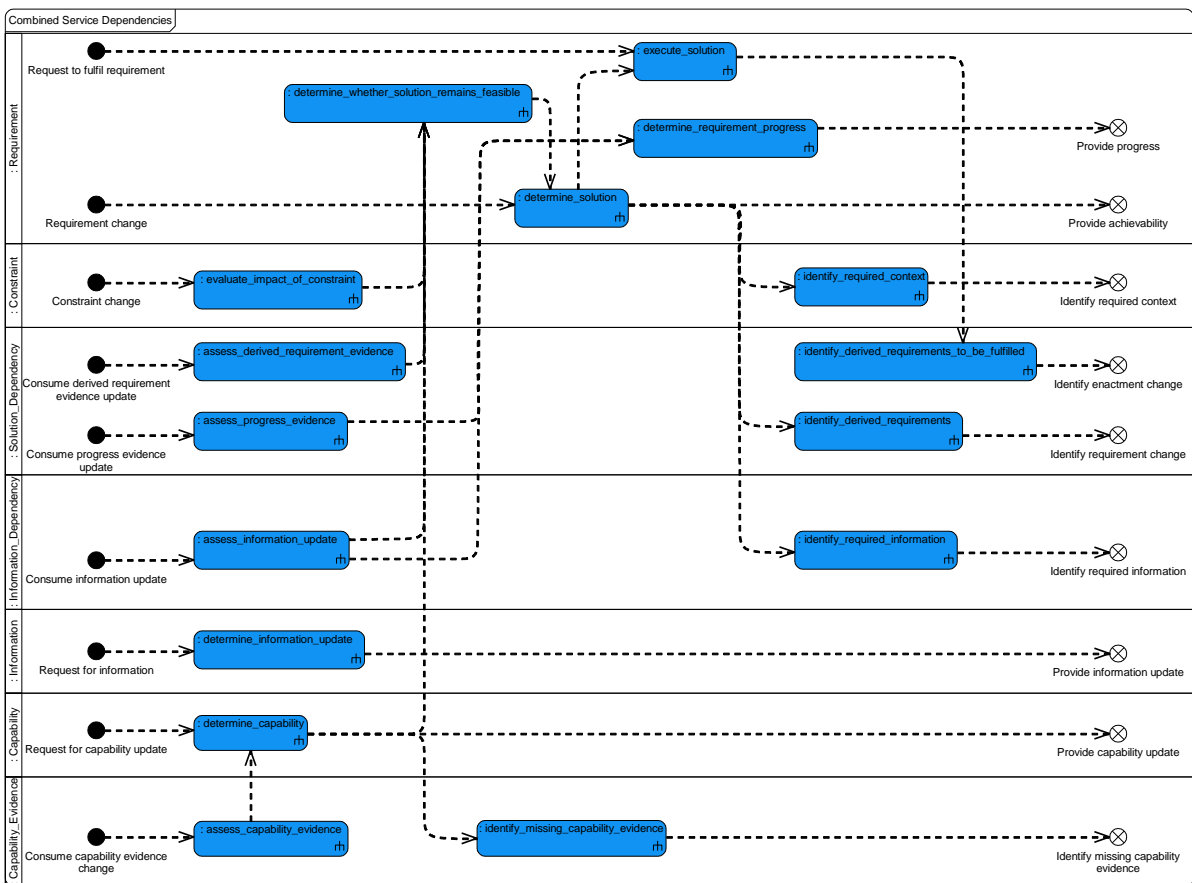 Combined Service Dependencies
: Requirement
Request to fulfil requirement
: execute_solution
: determine_whether_solution_remains_feasible
: determine_requirement_progress
Provide progress
Requirement change
: determine_solution
Provide achievability
: Constraint
Constraint change
: evaluate_impact_of_constraint
: identify_required_context
Identify required context
: Solution_Dependency
Consume derived requirement
evidence update
: assess_derived_requirement_evidence
: identify_derived_requirements_to_be_fulfilled
Identify enactment change
Consume progress evidence
update
: assess_progress_evidence
: identify_derived_requirements
Identify requirement change
: Information_Dependency
Consume information update
: assess_information_update
: identify_required_information
Identify required information
: Information
Request for information
: determine_information_update
Provide information update
: Capability
Request for capability update
: determine_capability
Provide capability update
Capability_Evidence
Consume capability evidence
change
: assess_capability_evidence
: identify_missing_capability_evidence
Identify missing capability
evidence